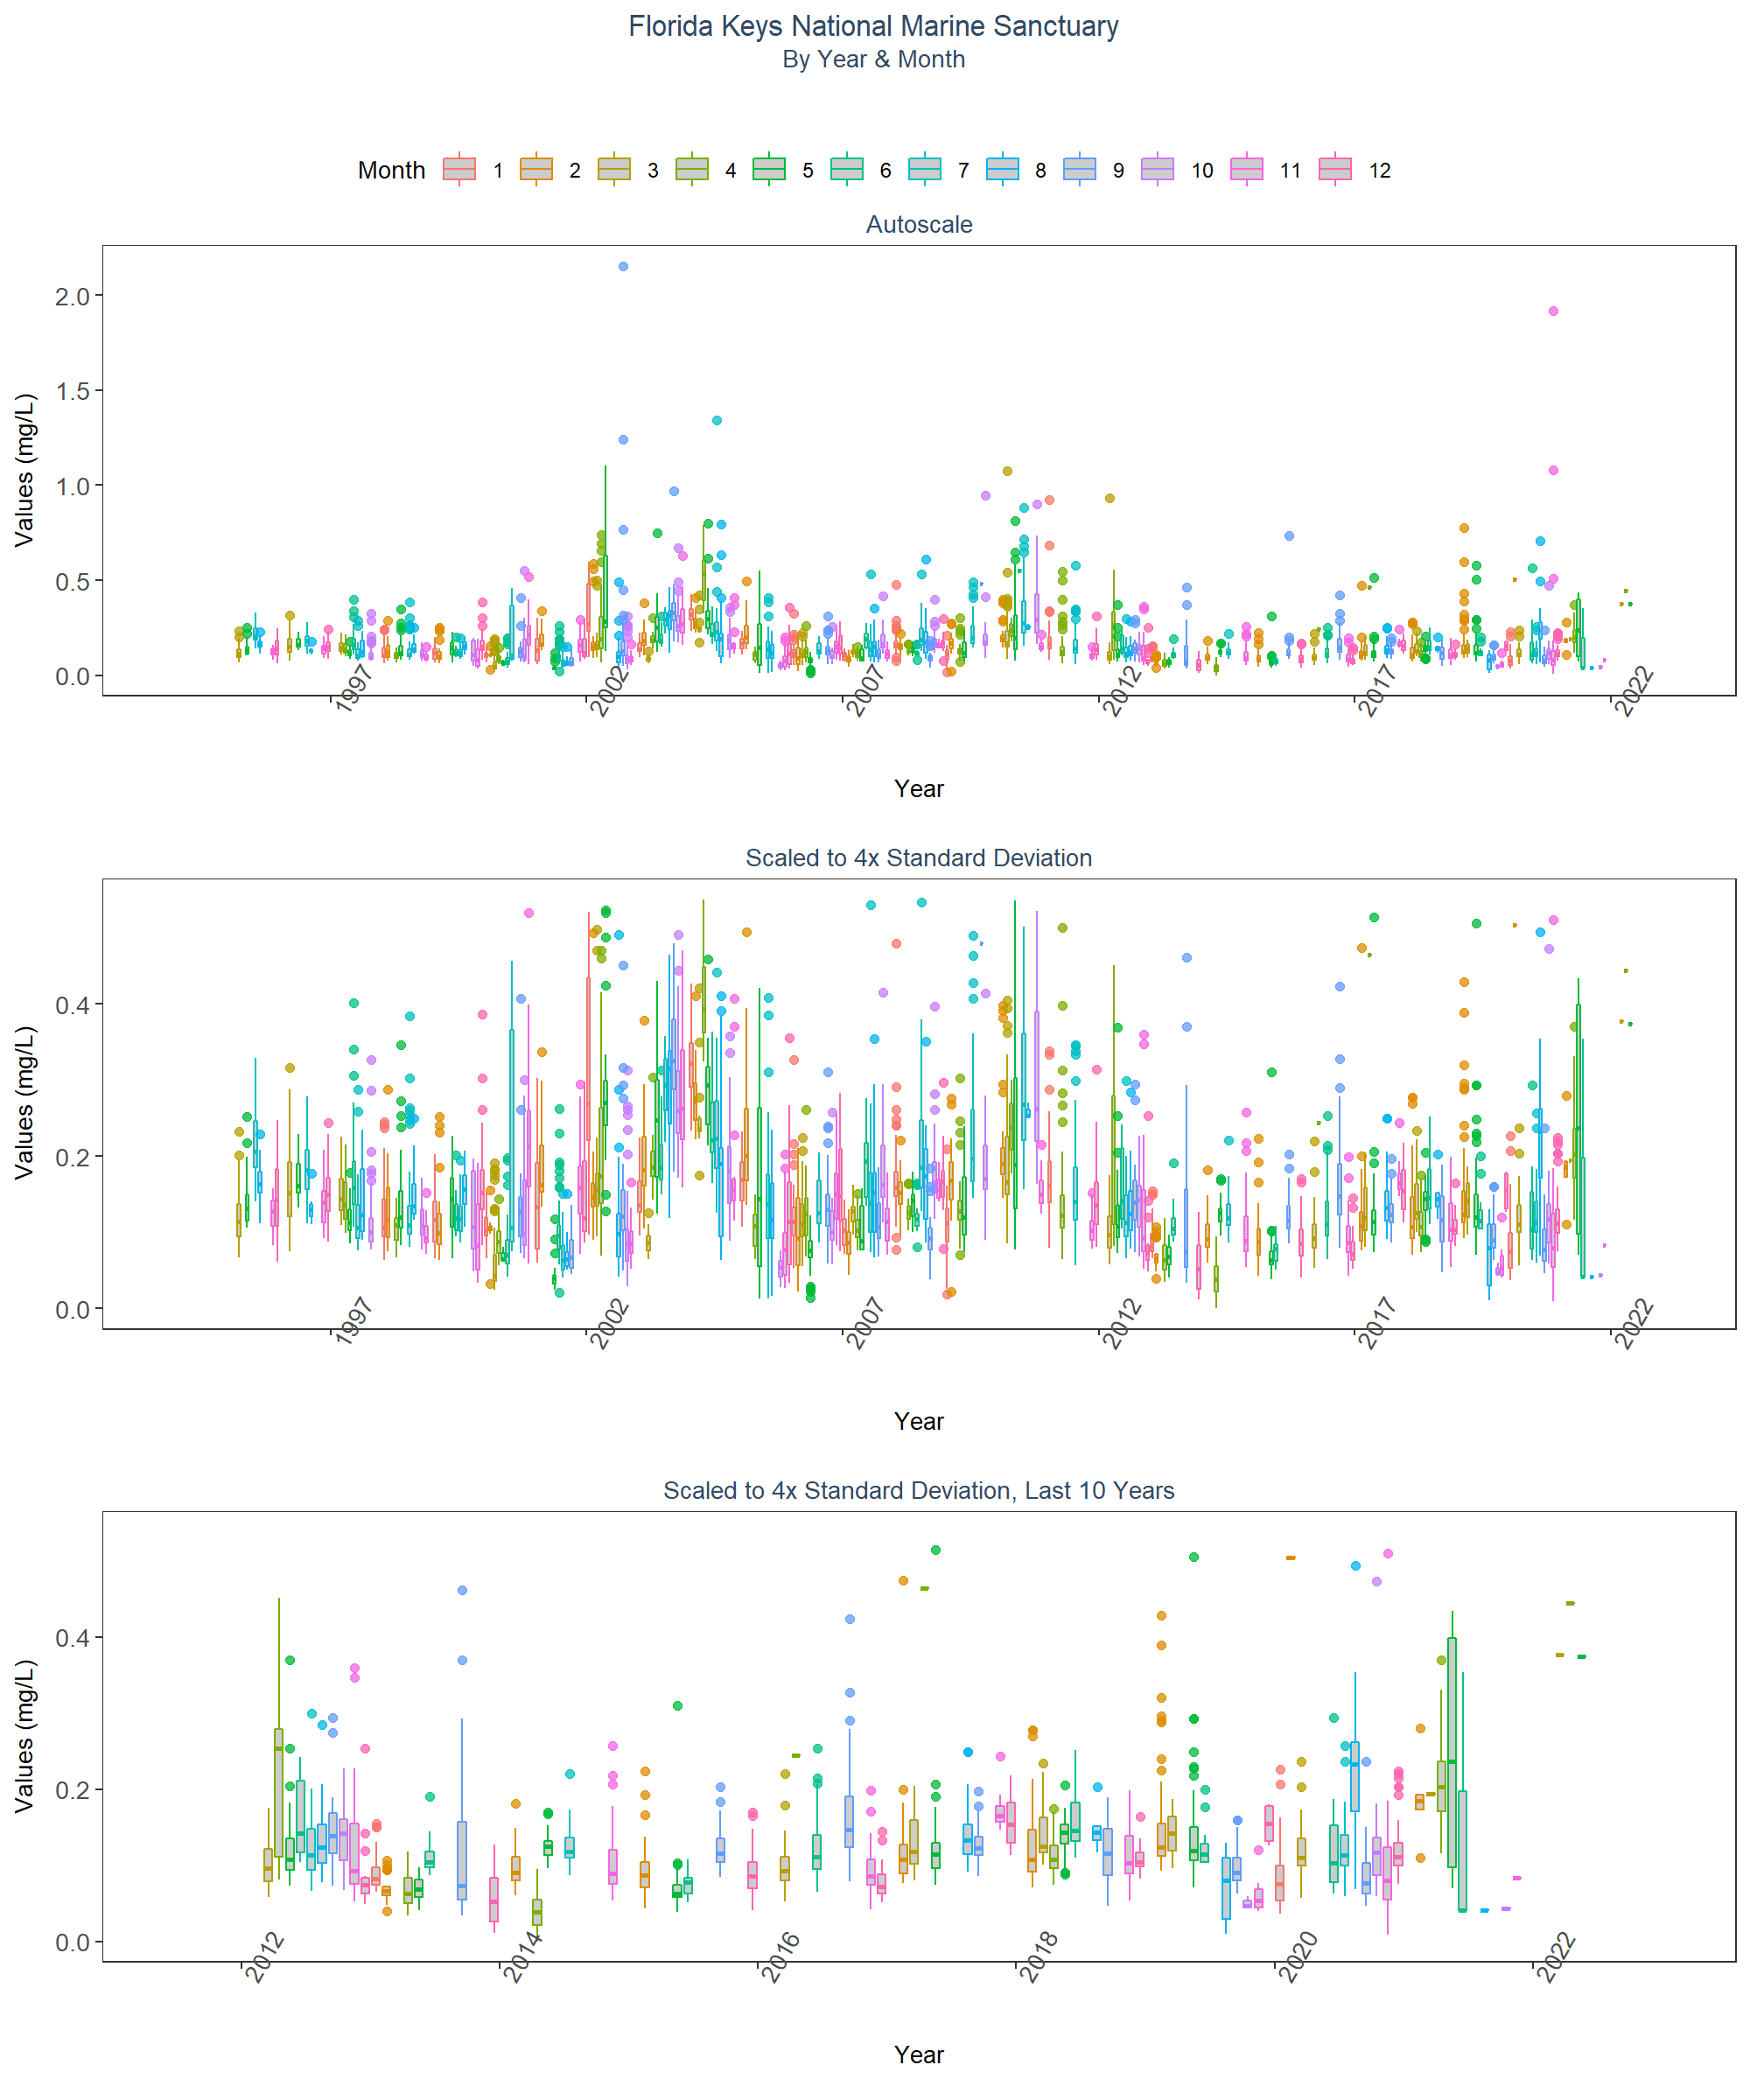 Florida Keys National Marine Sanctuary
By Year & Month
Month 1 2 3 4 5 6 7 8 9 10 11 12
Autoscale
Values (mg/L)
2.0
1.5
1.0
0.5
0.0
1997 2002 2007 2012 2017 2022
Year
Scaled to 4x Standard Deviation
Values (mg/L)
0.4
0.2
0.0
1997 2002 2007 2012 2017 2022
Year
Scaled to 4x Standard Deviation, Last 10 Years
Values (mg/L)
0.4
0.2
0.0
2012 2014 2016 2018 2020 2022
Year